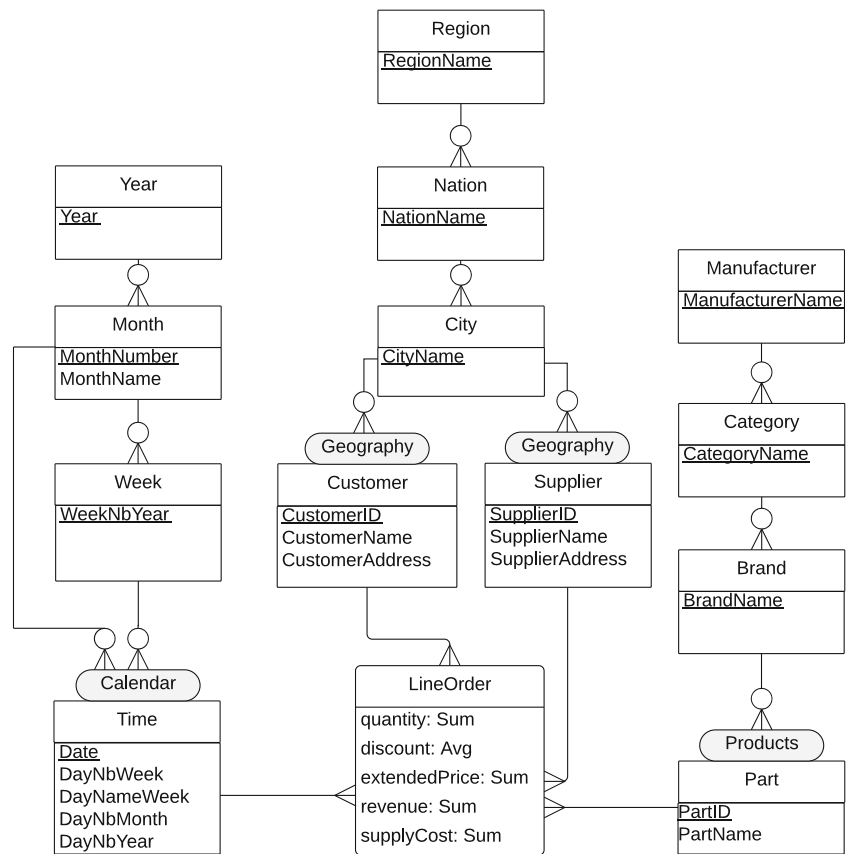 Region
RegionName
Nation
NationName
Year
Year
Month
MonthNumber
MonthName
Week
WeekNbYear
Calendar
Time
Date
DayNbWeek
DayNameWeek
DayNbMonth
DayNbYear
City
CityName
Geography
Customer
CustomerID
CustomerName
CustomerAddress
Geography
Supplier
SupplierID
SupplierName
SupplierAddress
LineOrder
quantity: Sum
discount: Avg
extendedPrice: Sum
revenue: Sum
supplyCost: Sum
Manufacturer
ManufacturerName
Category
CategoryName
Brand
BrandName
Products
Part
PartID
PartName